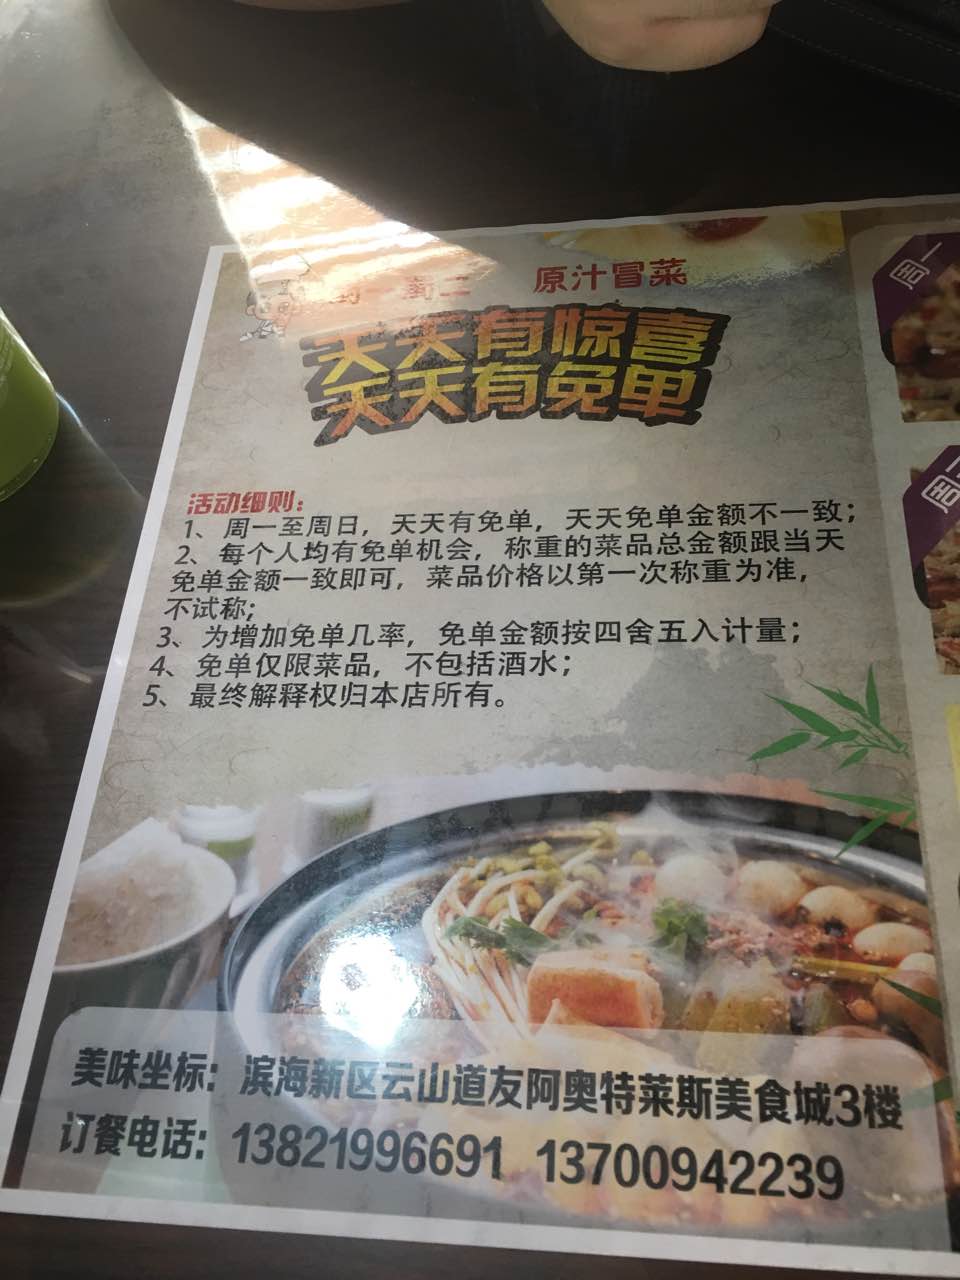 原汁冒菜
天天有惊喜
天天有免单
活动细则：
1、周一至周日，天天有免单，天天免单金额不一致；
2、每个人均有免单机会，称重的菜品总金额跟当天
免单金额一致即可，菜品价格以第一次称重为准，
不试称；
3、为增加免单几率，免单金额按四舍五入计量；
4、免单仅限菜品，不包括酒水；
5、最终解释权归本店所有。
美味坐标：滨海新区云山道友阿奥特莱斯美食城3楼
订餐电话：13821996691 13700942239
周一